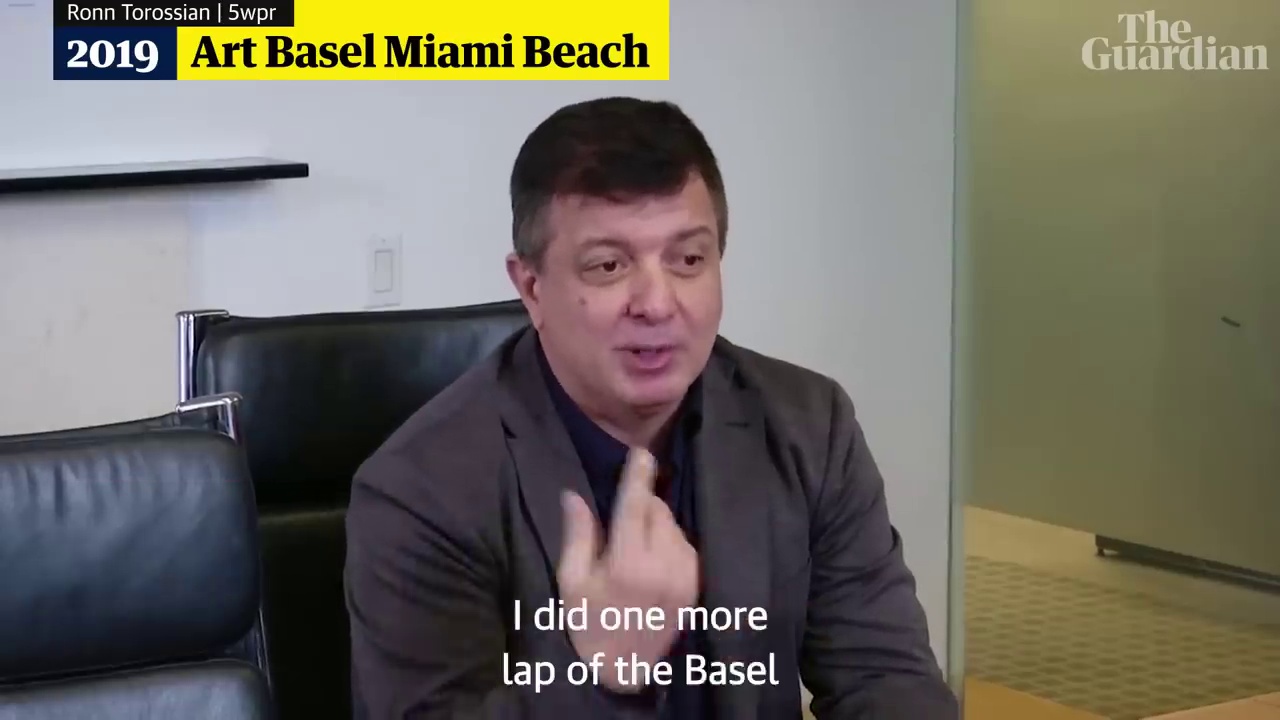 Ronn Torossian | 5wpr
2019 Art Basel Miami Beach
The
Guardian
I did one more
lap of the Basel